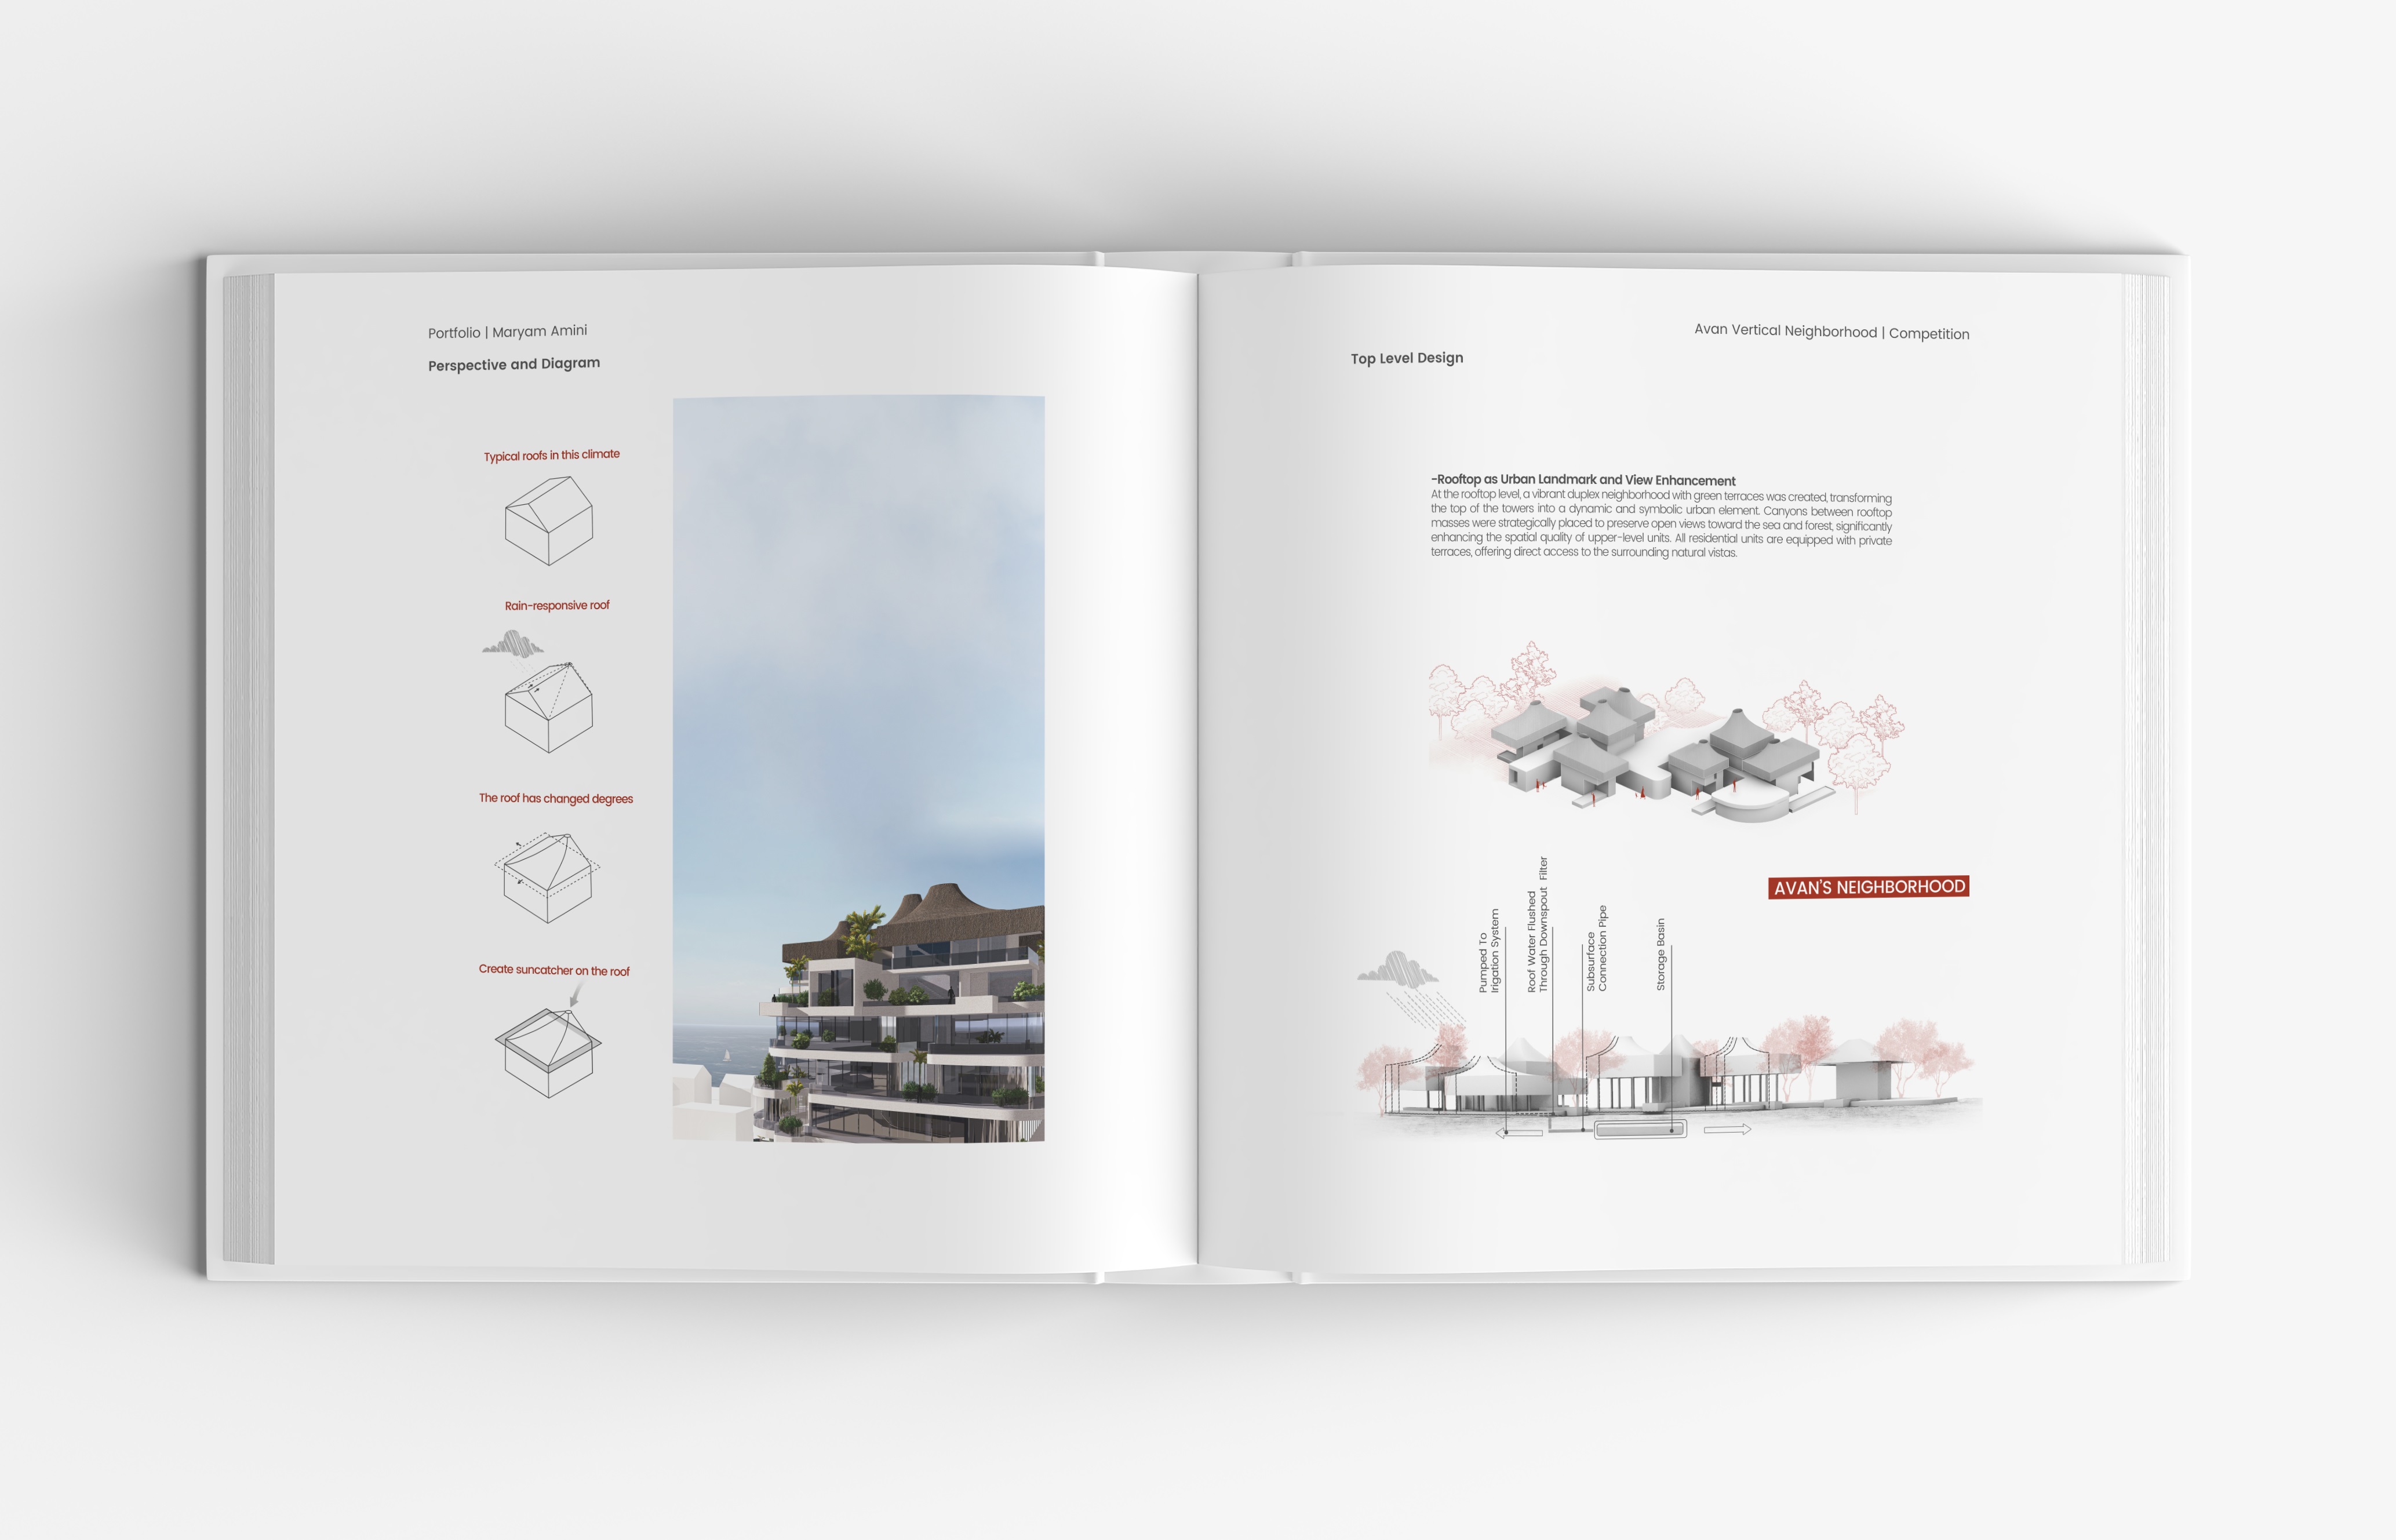 Portfolio | Maryam Amini
Perspective and Diagram
Typical roofs in this climate
Rain-responsive roof
The roof has changed degrees
Create suncatcher on the roof
Avan Vertical Neighborhood | Competition
Top Level Design
-Rooftop as Urban Landmark and View Enhancement
At the rooftop level, a vibrant duplex neighborhood with green terraces was created, transforming
the top of the towers into a dynamic and symbolic urban element. Canyons between rooftop
masses were strategically placed to preserve open views toward the sea and forest, significantly
enhancing the spatial quality of upper-level units. All residential units are equipped with private
terraces, offering direct access to the surrounding natural vistas.
AVAN'S NEIGHBORHOOD
Pumped To
Irigation System
Roof Water Flushed
Through Downspout Filter
Subsurface
Connection Pipe
Storage Basin